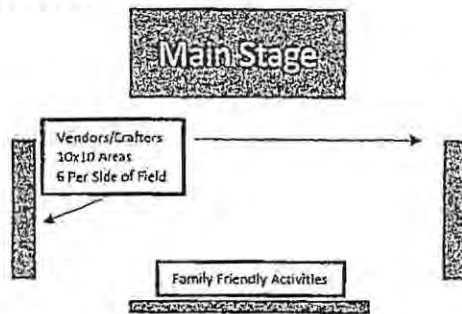 Main Stage
Vendors/Crafters
10x10 Areas
6 Per Side of Field
Family Friendly Activities